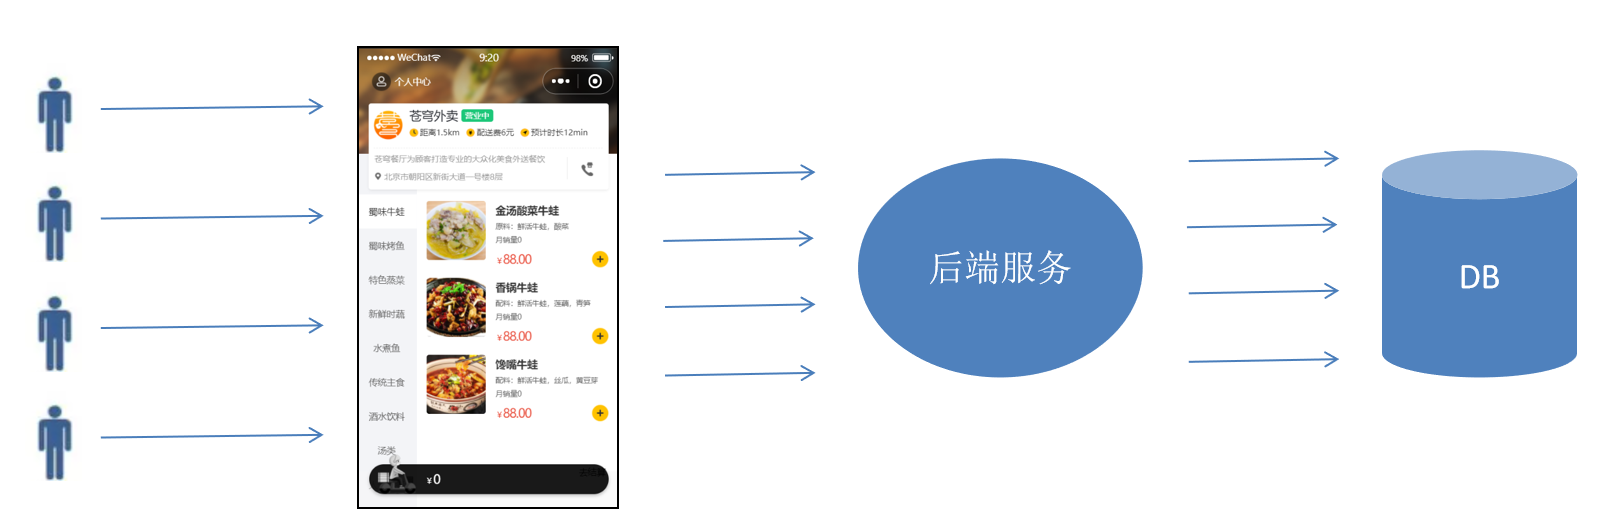 WeChat 9:20 98%
个人中心
苍穹外卖 营业中
距离1.5km 配送费6元 预计时长12min
苍穹餐厅为顾客打造专业的大众化美食外送餐饮
北京市朝阳区新街大道一号楼8层
蜀味牛蛙
蜀味烤鱼
特色蒸菜
新鲜时蔬
水煮鱼
传统主食
酒水饮料
汤类
金汤酸菜牛蛙
原料：鲜活牛蛙，酸菜
月销量0
¥88.00
香锅牛蛙
配料：鲜活牛蛙，莲藕，青笋
月销量0
¥88.00
馋嘴牛蛙
配料：鲜活牛蛙，丝瓜，黄豆芽
月销量0
¥88.00
¥0
后端服务
DB